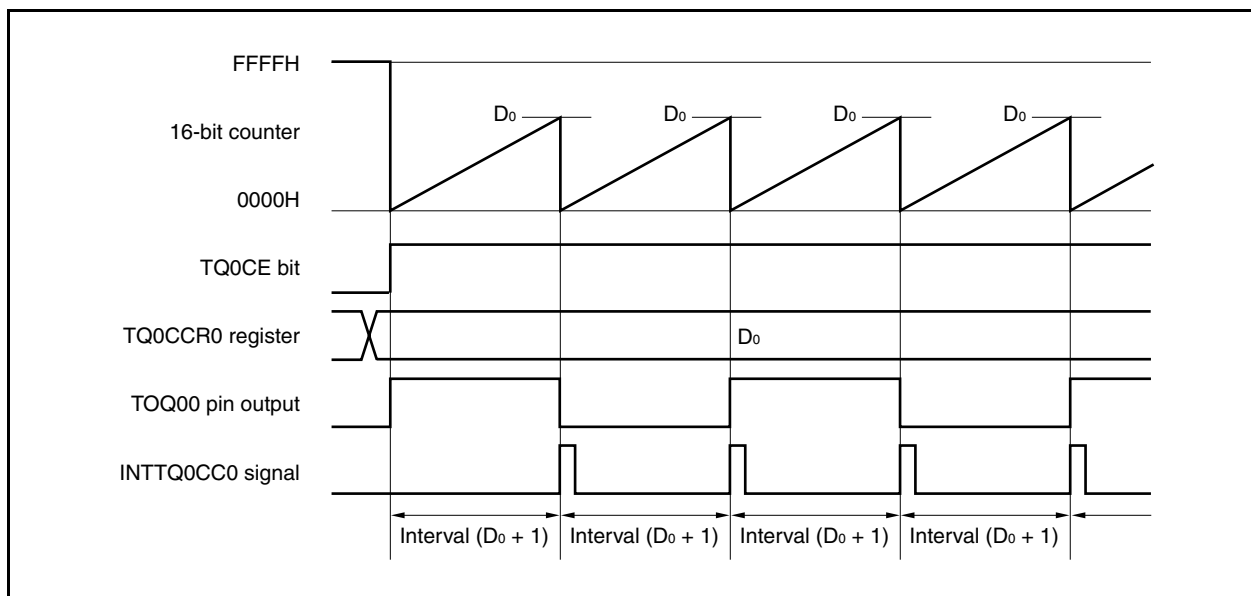 FFFFH
D0 D0 D0 D0
16-bit counter
0000H
TQ0CE bit
TQ0CCR0 register
D0
TOQ00 pin output
INTTQ0CC0 signal
Interval (D0 + 1) Interval (D0 + 1) Interval (D0 + 1) Interval (D0 + 1)